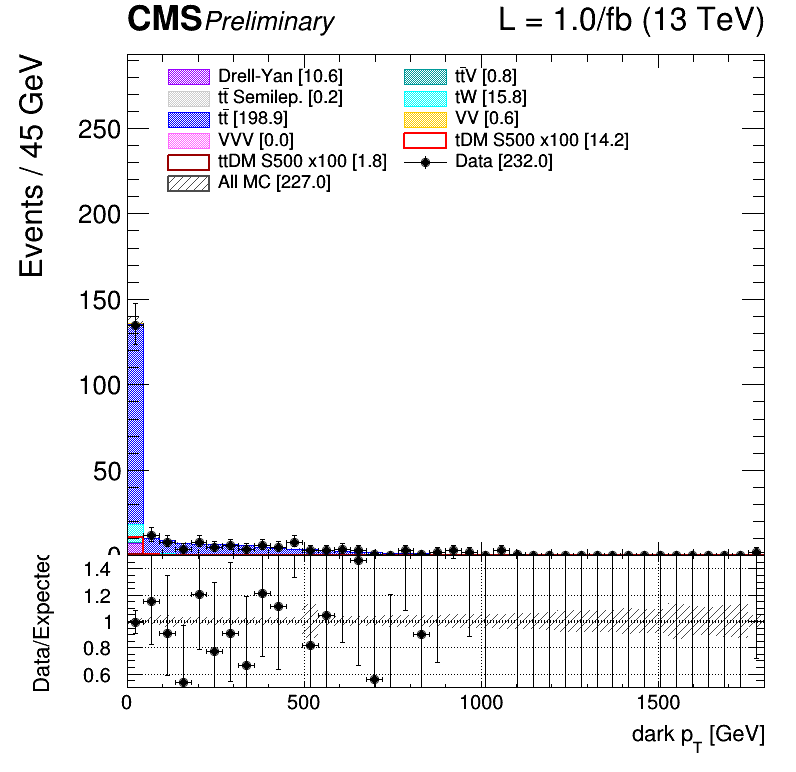 CMS Preliminary L = 1.0/fb (13 TeV)
Events / 45 GeV
Drell-Yan [10.6] tt̄V [0.8]
tt̄ Semilep. [0.2] tW [15.8]
tt̄ [198.9] VV [0.6]
VVV [0.0] tDM S500 x100 [14.2]
ttDM S500 x100 [1.8] Data [232.0]
All MC [227.0]
250
200
150
100
50
0
Data/Expected
1.4
1.2
1
0.8
0.6
0 500 1000 1500
dark p_T [GeV]